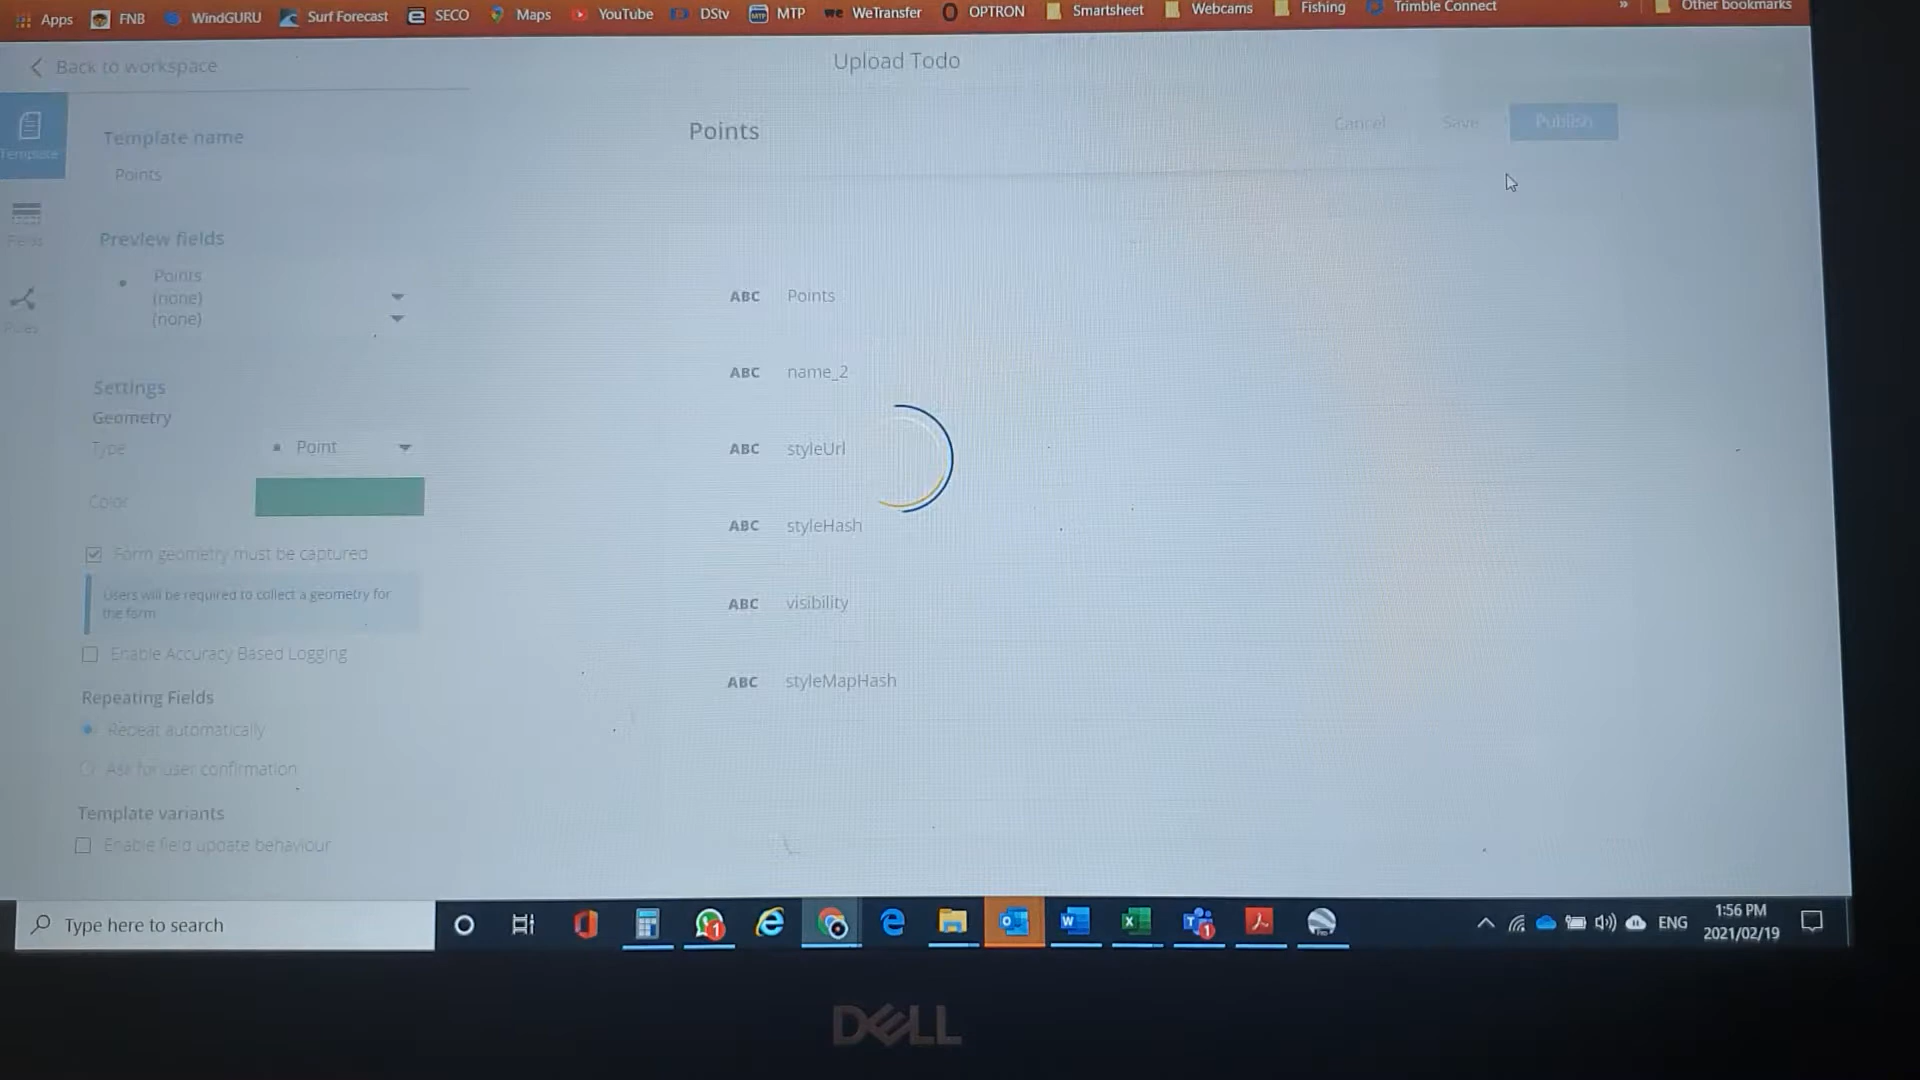 Apps FNB WindGURU Surf Forecast SECO Maps YouTube DStv MTP WeTransfer OPTRON Smartsheet Webcams Fishing Trimble Connect » Other bookmarks
Back to workspace
Upload Todo
Template
Template name
Points
Points
Cancel Save Publish
Fields
Preview fields
Points
(none)
(none)
Rules
ABC Points
ABC name_2
Settings
Geometry
Type Point
ABC styleUrl
Color
ABC styleHash
Form geometry must be captured
Users will be required to collect a geometry for
the form
ABC visibility
Enable Accuracy Based Logging
ABC styleMapHash
Repeating Fields
Repeat automatically
Ask for user confirmation
Template variants
Enable field update behaviour
Type here to search
1
1
ENG
1:56 PM
2021/02/19
DELL